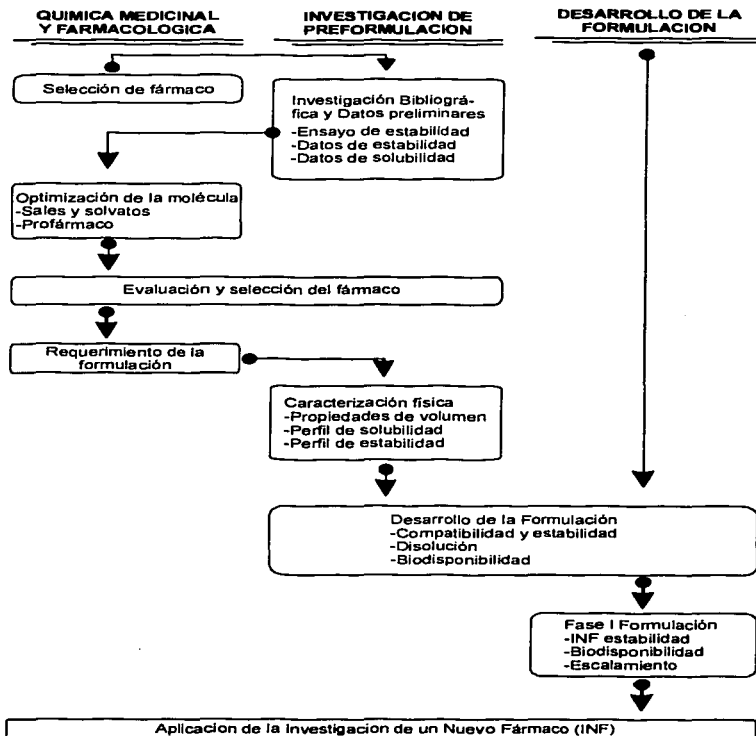 QUIMICA MEDICINAL
Y FARMACOLOGICA
INVESTIGACION DE
PREFORMULACION
DESARROLLO DE LA
FORMULACION
Selección de fármaco
Investigación Bibliográ-
fica y Datos preliminares
-Ensayo de estabilidad
-Datos de estabilidad
-Datos de solubilidad
Optimización de la molécula
-Sales y solvatos
-Profármaco
Evaluación y selección del fármaco
Requerimiento de la
formulación
Caracterización física
-Propiedades de volumen
-Perfil de solubilidad
-Perfil de estabilidad
Desarrollo de la Formulación
-Compatibilidad y estabilidad
-Disolución
-Biodisponibilidad
Fase I Formulación
-INF estabilidad
-Biodisponibilidad
-Escalamiento
Aplicacion de la Investigacion de un Nuevo Fármaco (INF)